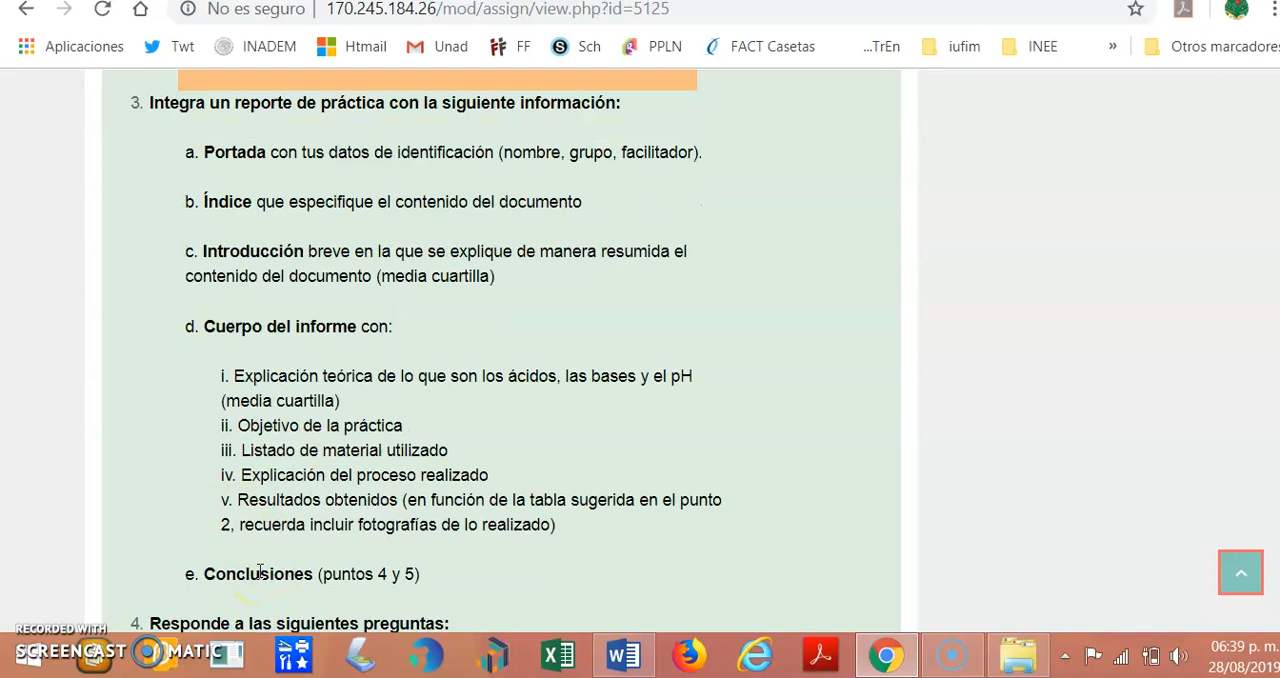 No es seguro | 170.245.184.26/mod/assign/view.php?id=5125
Aplicaciones Twt INADEM Htmail Unad FF Sch PPLN FACT Casetas ...TrEn iufim INEE » Otros marcadores
3. Integra un reporte de práctica con la siguiente información:
a. Portada con tus datos de identificación (nombre, grupo, facilitador).
b. Índice que especifique el contenido del documento
c. Introducción breve en la que se explique de manera resumida el
contenido del documento (media cuartilla)
d. Cuerpo del informe con:
i. Explicación teórica de lo que son los ácidos, las bases y el pH
(media cuartilla)
ii. Objetivo de la práctica
iii. Listado de material utilizado
iv. Explicación del proceso realizado
v. Resultados obtenidos (en función de la tabla sugerida en el punto
2, recuerda incluir fotografías de lo realizado)
e. Conclusiones (puntos 4 y 5)
4. Responde a las siguientes preguntas:
RECORDED WITH
SCREENCAST MATIC
06:39 p. m.
28/08/2019